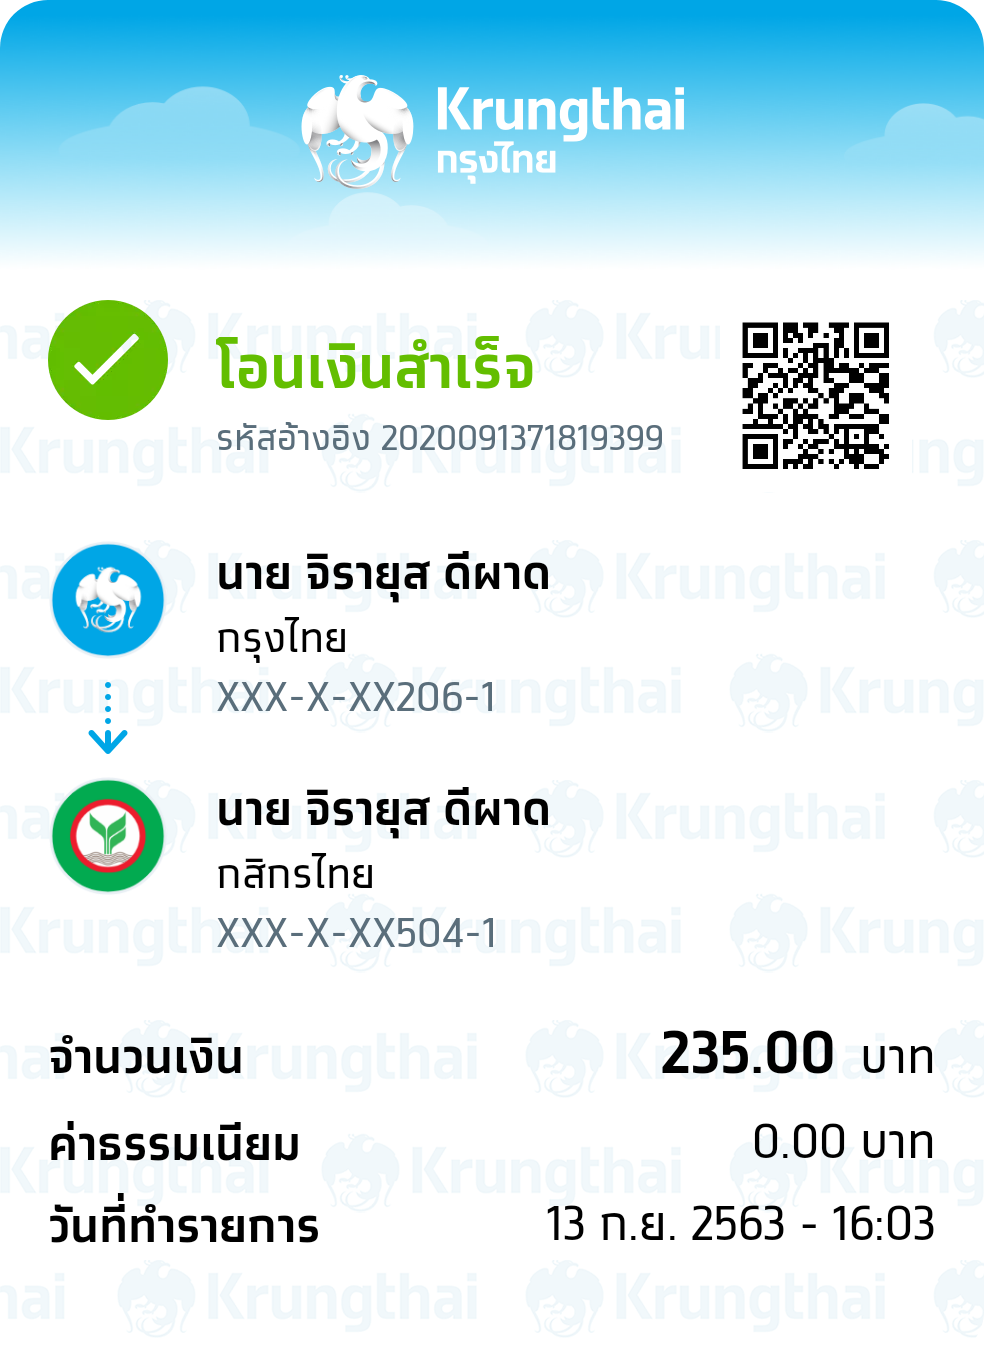 Krungthai
กรุงไทย
โอนเงินสำเร็จ
รหัสอ้างอิง 2020091371819399
นาย จิรายุส ดีผาด
กรุงไทย
XXX-X-XX206-1
นาย จิรายุส ดีผาด
กสิกรไทย
XXX-X-XX504-1
จำนวนเงิน 235.00 บาท
ค่าธรรมเนียม 0.00 บาท
วันที่ทำรายการ 13 ก.ย. 2563 - 16:03